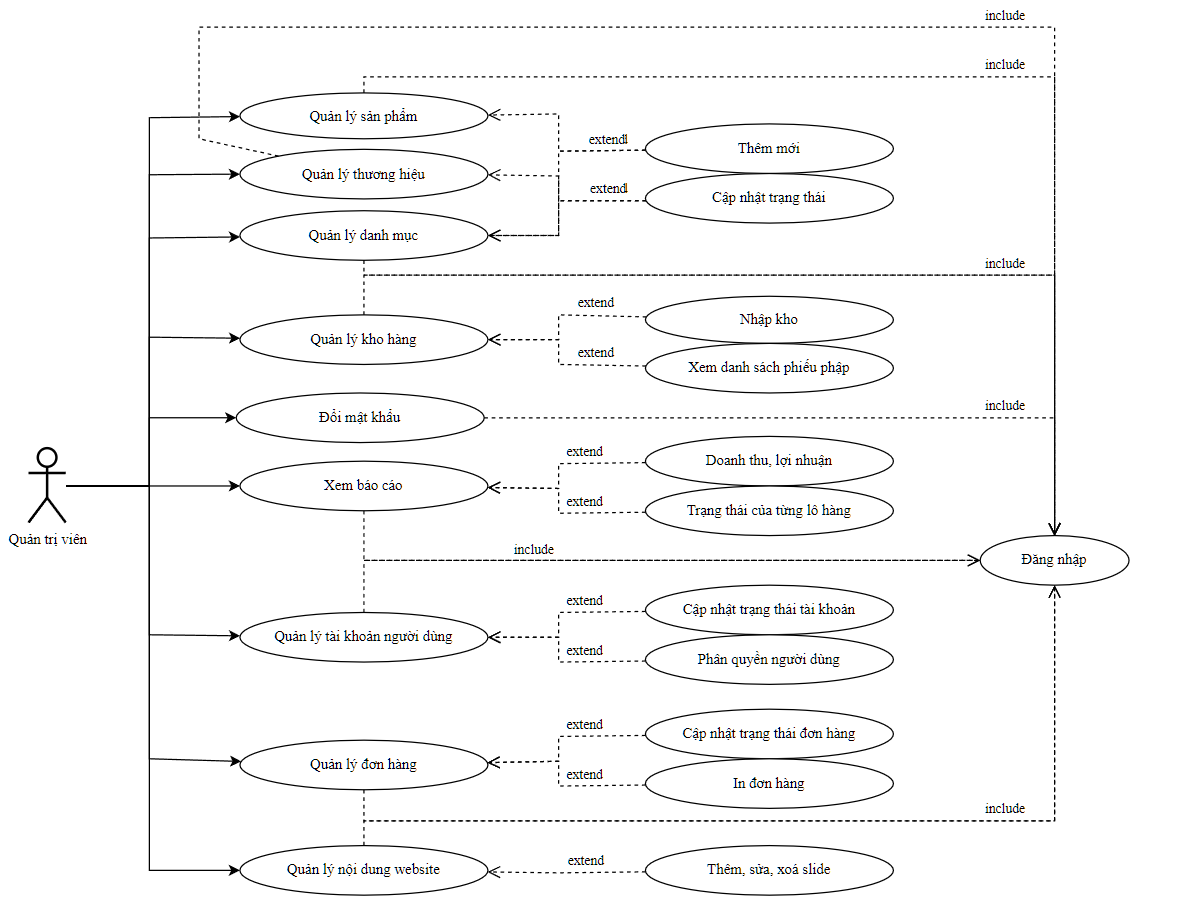 include
include
Quản lý sản phẩm
extend
Thêm mới
Quản lý thương hiệu
extend
Cập nhật trạng thái
Quản lý danh mục
include
extend
Nhập kho
Quản lý kho hàng
extend
Xem danh sách phiếu phập
include
Đổi mật khẩu
extend
Doanh thu, lợi nhuận
Xem báo cáo
extend
Trạng thái của từng lô hàng
Quản trị viên
include
Đăng nhập
extend
Cập nhật trạng thái tài khoản
Quản lý tài khoản người dùng
extend
Phân quyền người dùng
extend
Cập nhật trạng thái đơn hàng
Quản lý đơn hàng
extend
In đơn hàng
include
extend
Quản lý nội dung website
Thêm, sửa, xoá slide